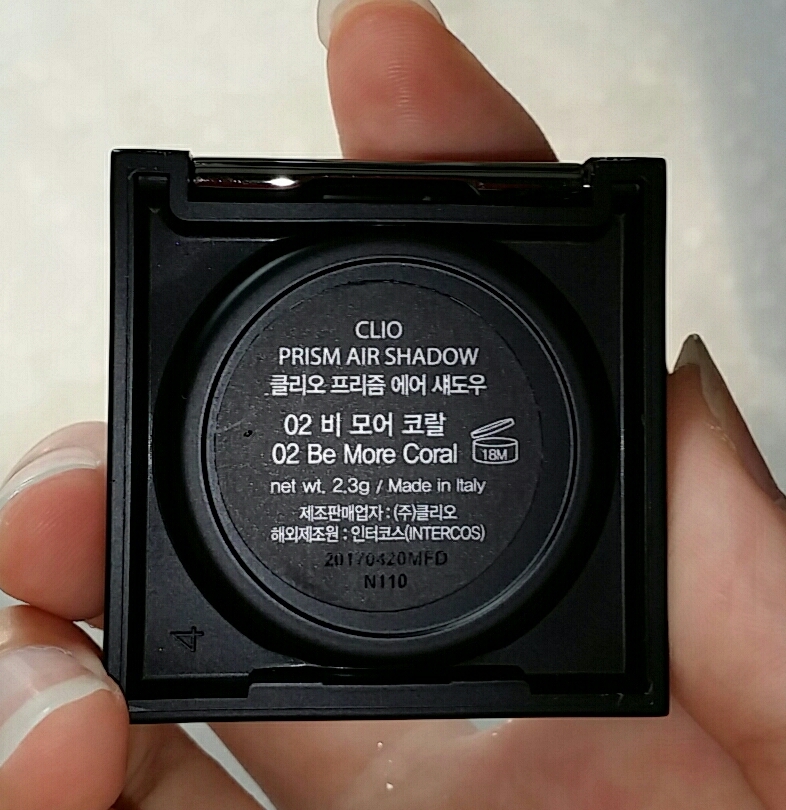 CLIO
PRISM AIR SHADOW
클리오 프리즘 에어 섀도우
02 비 모어 코랄
02 Be More Coral
18M
net wt. 2.3g / Made in Italy
제조판매업자 : (주)클리오
해외제조원 : 인터코스(INTERCOS)
20170420MFD
N110
4